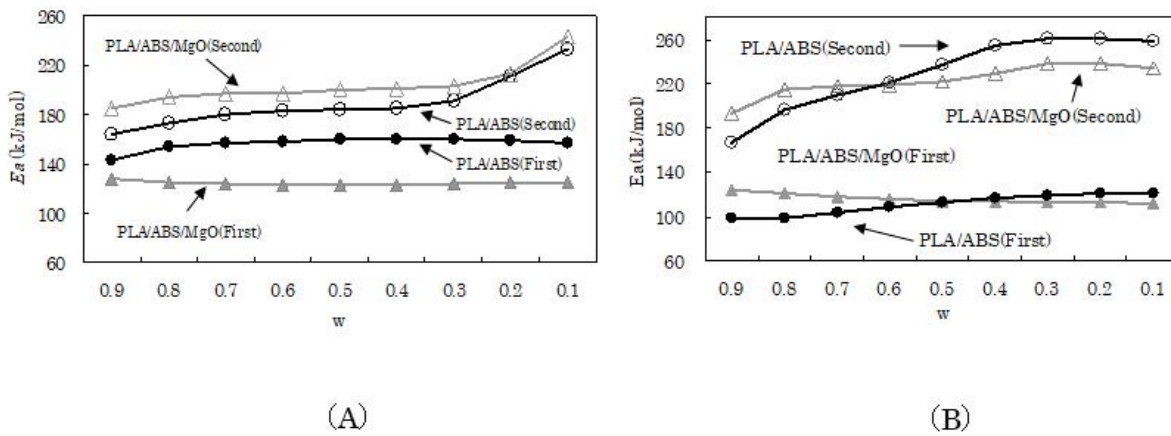 260
220
180
140
100
60
Ea (kJ/mol)
PLA/ABS/MgO(Second)
PLA/ABS(Second)
PLA/ABS(First)
PLA/ABS/MgO(First)
0.9 0.8 0.7 0.6 0.5 0.4 0.3 0.2 0.1
w
(A)
260
220
180
140
100
60
Ea(kJ/mol)
PLA/ABS(Second)
PLA/ABS/MgO(Second)
PLA/ABS/MgO(First)
PLA/ABS(First)
0.9 0.8 0.7 0.6 0.5 0.4 0.3 0.2 0.1
w
(B)